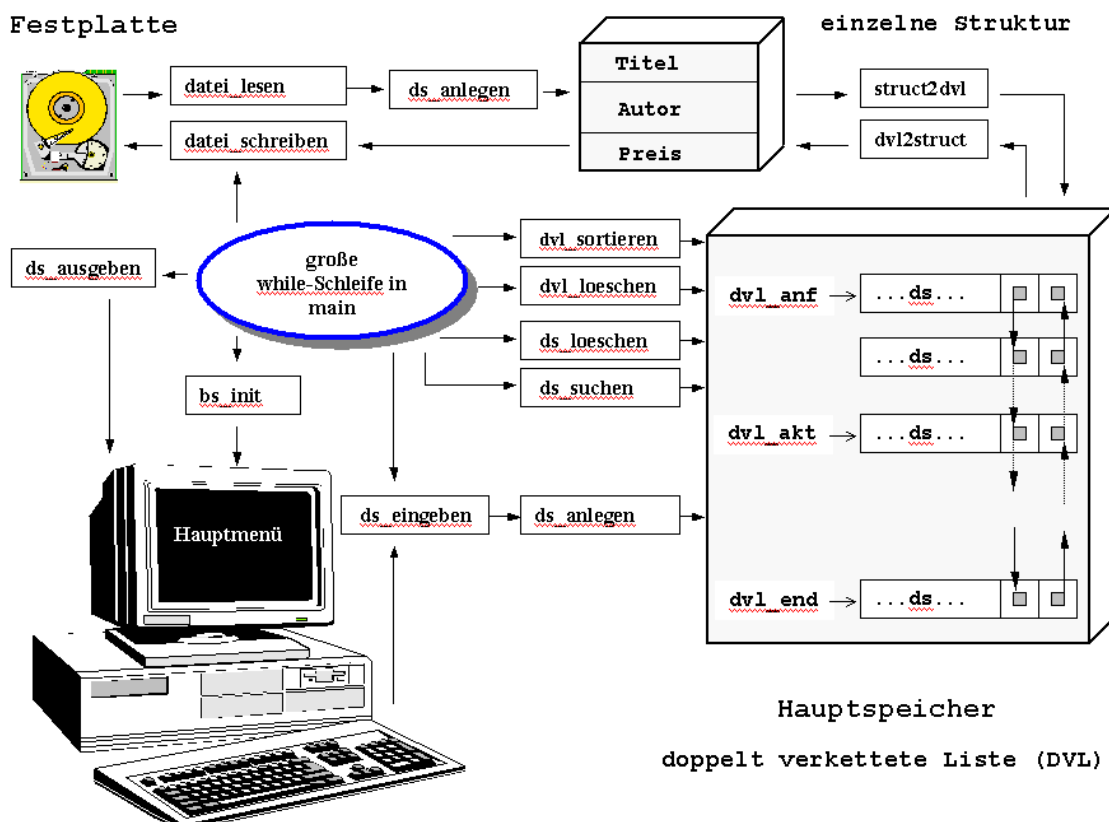 Festplatte
einzelne Struktur
datei_lesen
ds_anlegen
Titel
Autor
Preis
struct2dvl
datei_schreiben
dvl2struct
ds_ausgeben
große
while-Schleife in
main
dvl_sortieren
dvl_loeschen
ds_loeschen
ds_suchen
bs_init
dvl_anf
...ds...
...ds...
dvl_akt
...ds...
Hauptmenü
ds_eingeben
ds_anlegen
dvl_end
...ds...
Hauptspeicher
doppelt verkettete Liste (DVL)